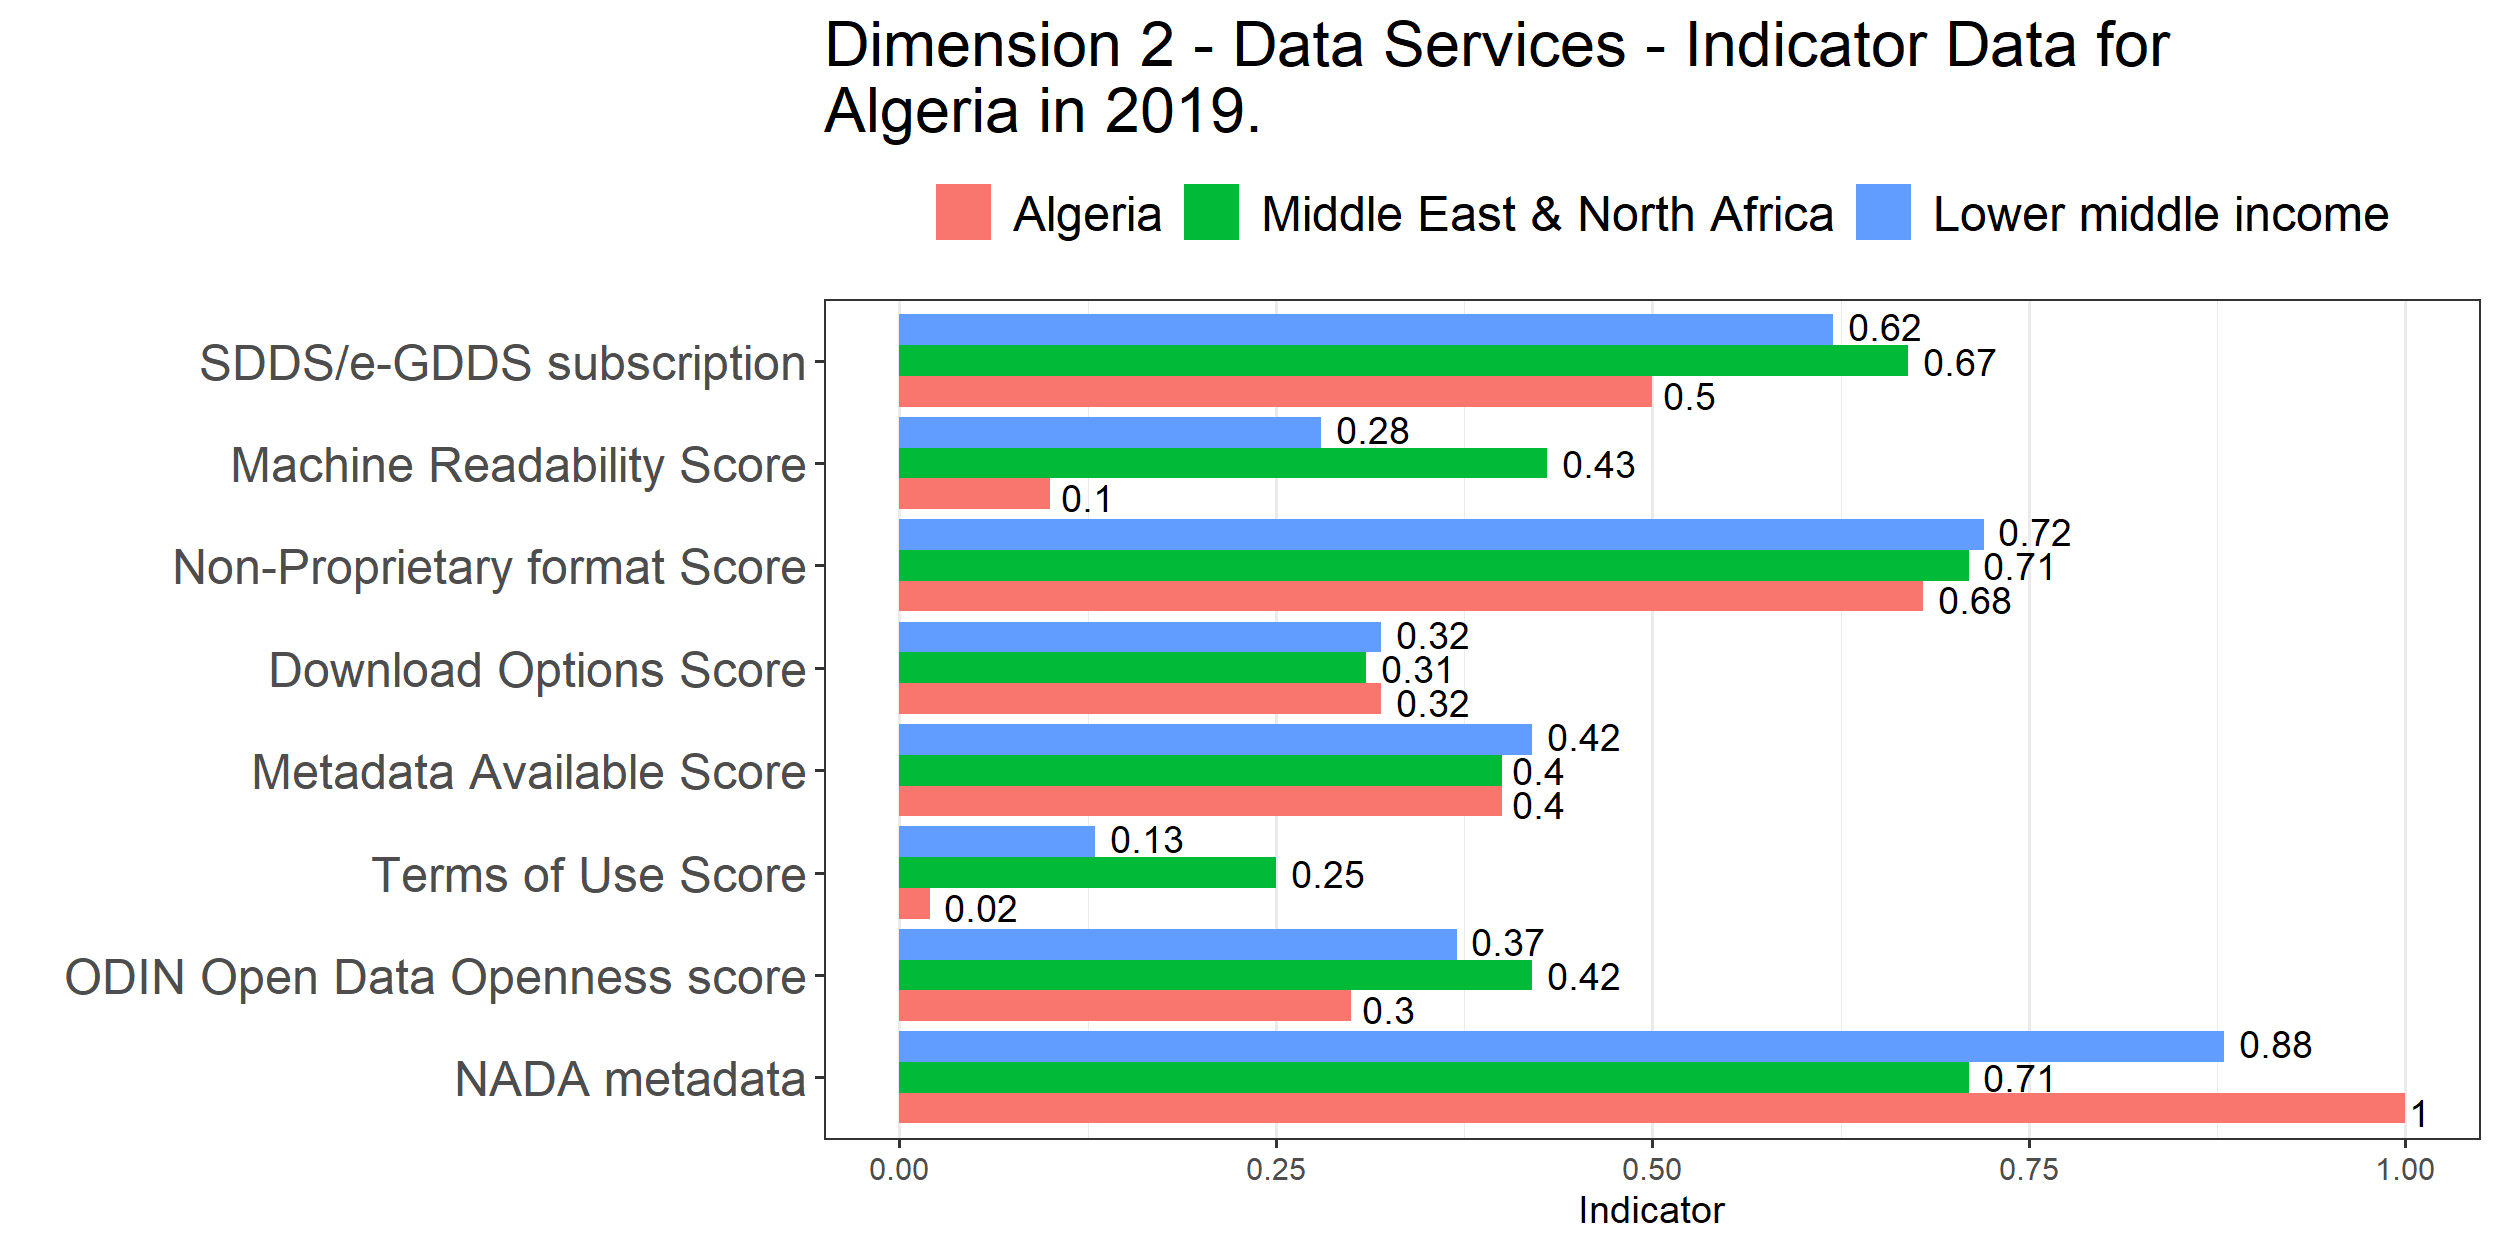 Dimension 2 - Data Services - Indicator Data for
Algeria in 2019.
Algeria
Middle East & North Africa
Lower middle income
SDDS/e-GDDS subscription
0.62
0.67
0.5
Machine Readability Score
0.28
0.43
0.1
Non-Proprietary format Score
0.72
0.71
0.68
Download Options Score
0.32
0.31
0.32
Metadata Available Score
0.42
0.4
0.4
Terms of Use Score
0.13
0.25
0.02
ODIN Open Data Openness score
0.37
0.42
0.3
NADA metadata
0.88
0.71
1
0.00
0.25
0.50
0.75
1.00
Indicator